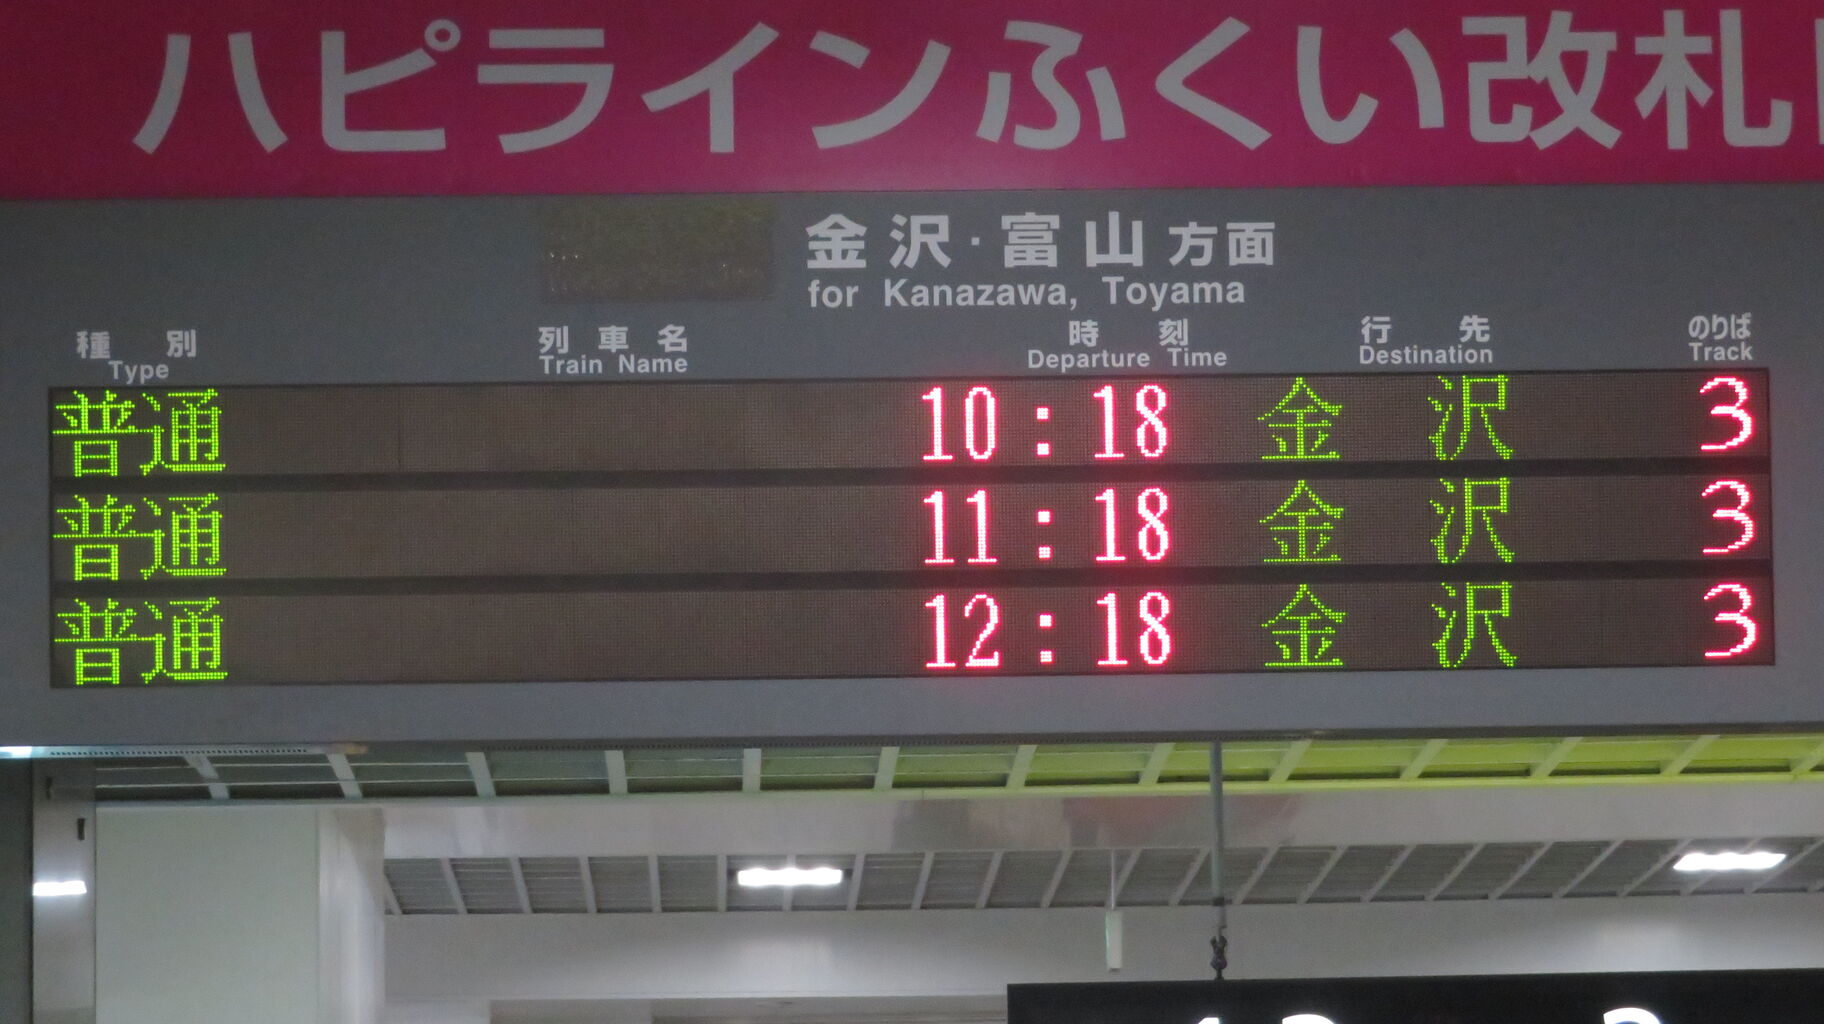 ハピラインふくい改札
金沢・富山方面
for Kanazawa, Toyama
種別 列車名 時刻 行先 のりば
Type Train Name Departure Time Destination Track
普通 10:18 金沢 3
普通 11:18 金沢 3
普通 12:18 金沢 3